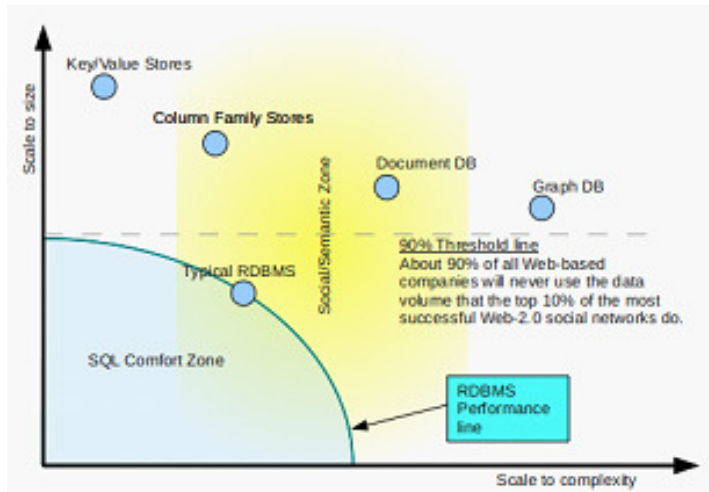 Key/Value Stores
Column Family Stores
Scale to size
Social/Semantic Zone
Document DB
Graph DB
90% Threshold line
About 90% of all Web-based
companies will never use the data
volume that the top 10% of the most
successful Web-2.0 social networks do.
Typical RDBMS
SQL Comfort Zone
RDBMS
Performance
line
Scale to complexity